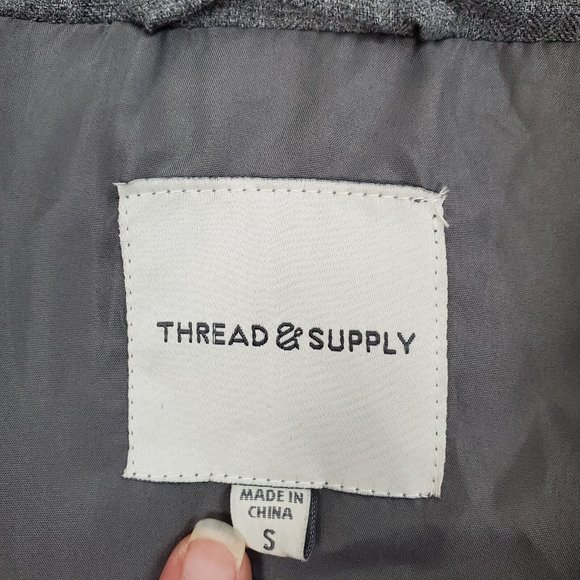 THREAD & SUPPLY
MADE IN
CHINA
S